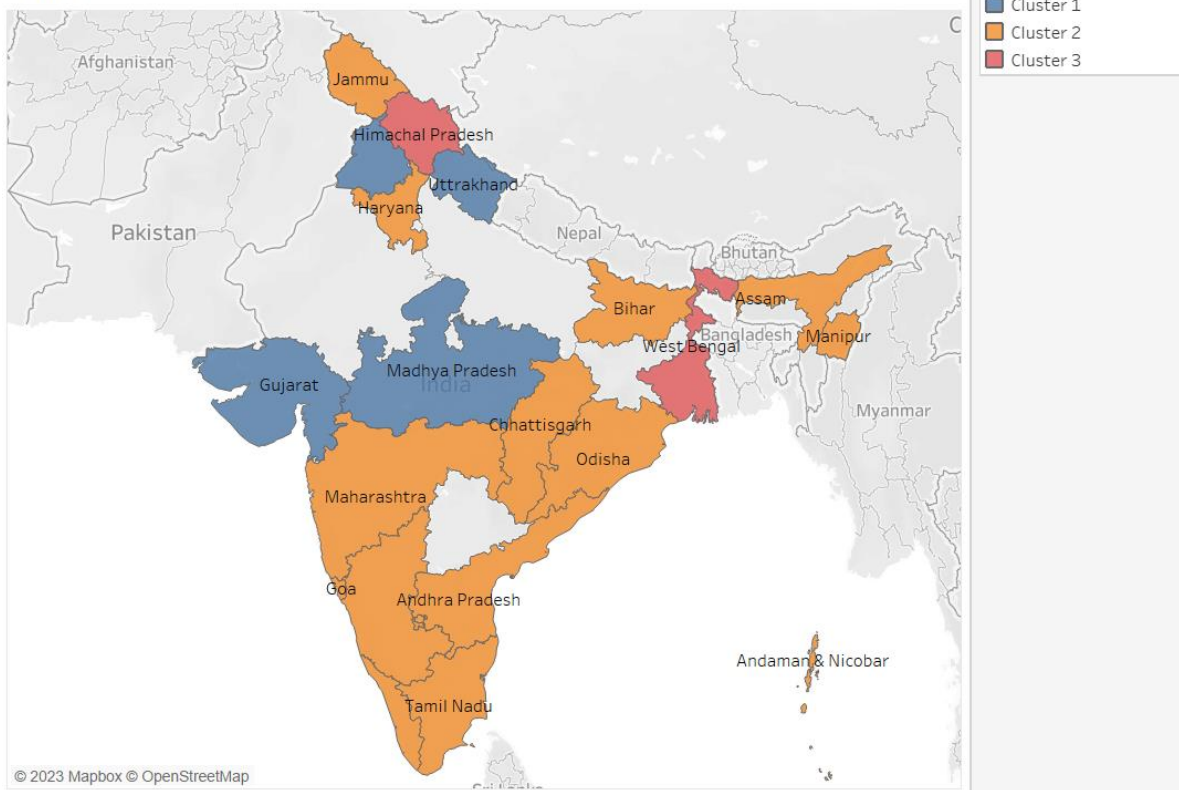 Cluster 1
Cluster 2
Cluster 3
Afghanistan
Jammu
Himachal Pradesh
Uttrakhand
Haryana
Pakistan
Nepal
Bhutan
Bihar
Assam
Manipur
Bangladesh
West Bengal
Gujarat
Madhya Pradesh
India
Myanmar
Chhattisgarh
Odisha
Maharashtra
Goa
Andhra Pradesh
Andaman & Nicobar
Tamil Nadu
Sri Lanka
© 2023 Mapbox © OpenStreetMap